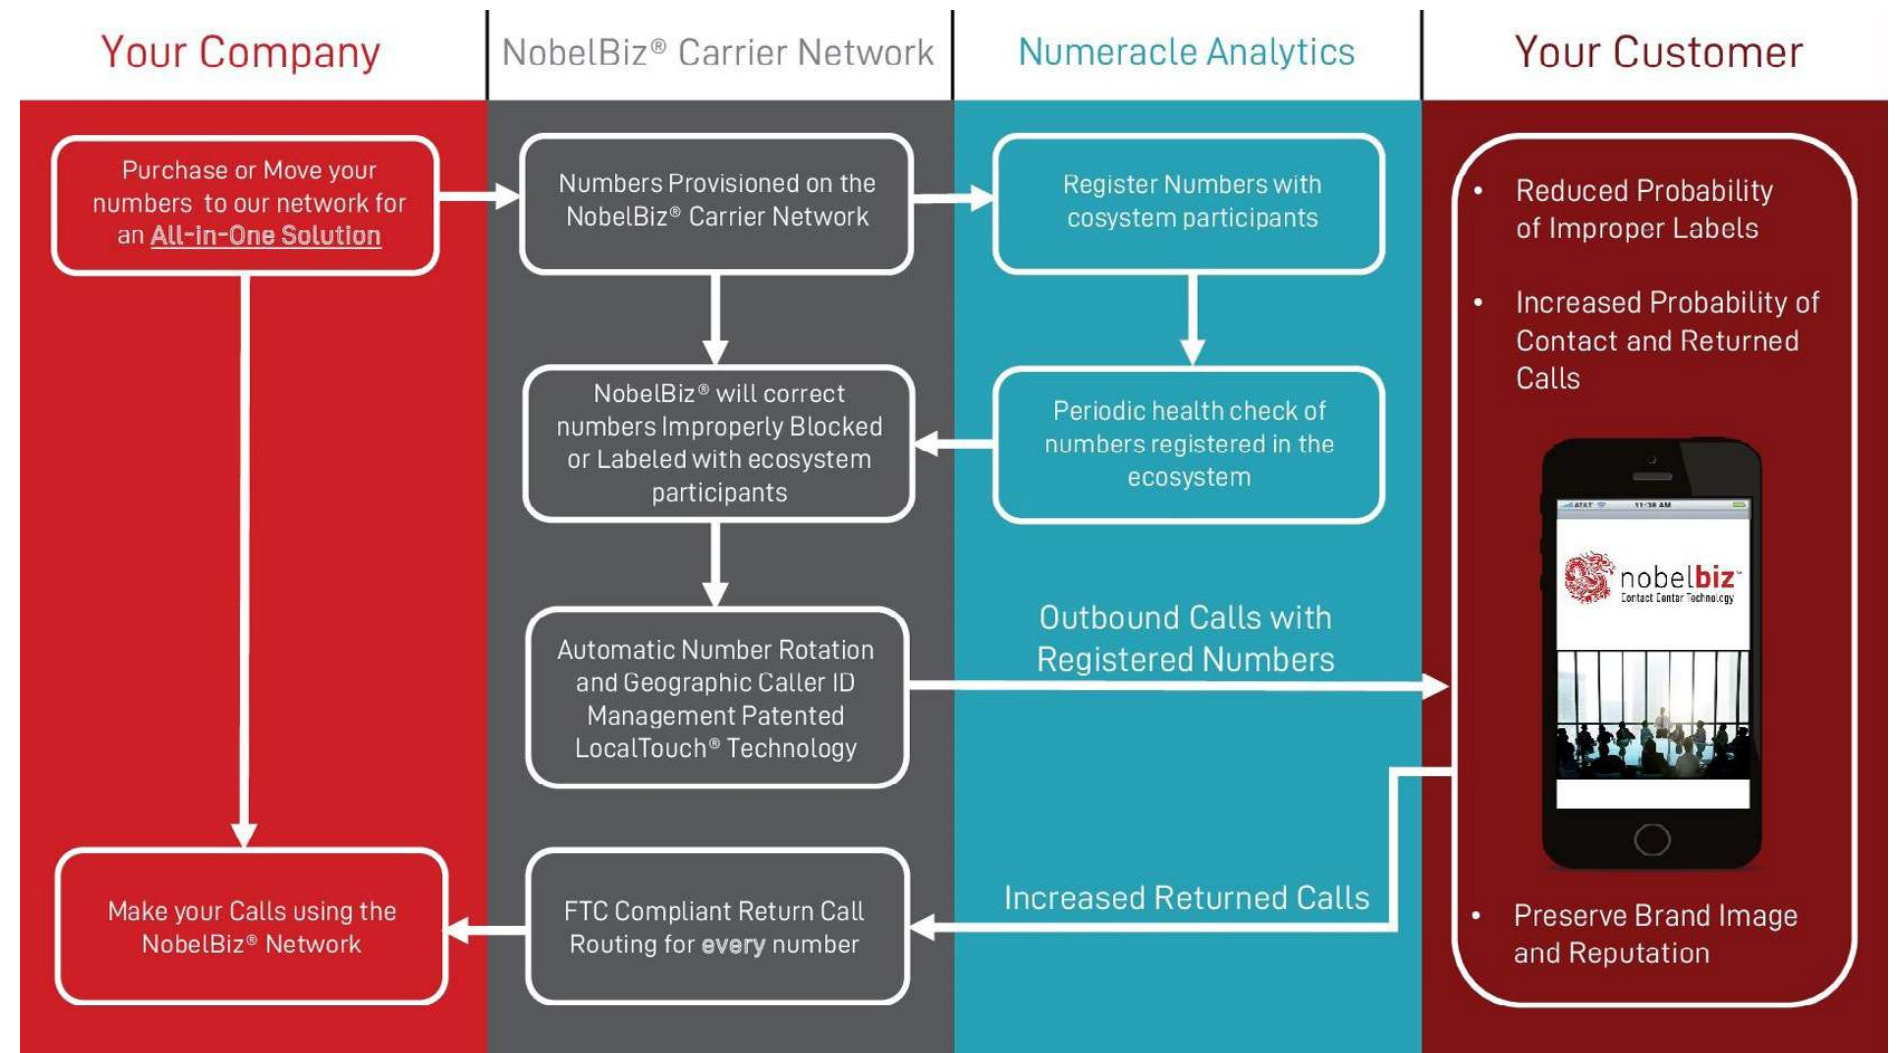 Your Company
NobelBiz® Carrier Network
Numeracle Analytics
Your Customer
Purchase or Move your
numbers to our network for
an All-in-One Solution
Numbers Provisioned on the
NobelBiz® Carrier Network
Register Numbers with
cosystem participants
• Reduced Probability
of Improper Labels
• Increased Probability of
Contact and Returned
Calls
NobelBiz® will correct
numbers Improperly Blocked
or Labeled with ecosystem
participants
Periodic health check of
numbers registered in the
ecosystem
AT&T 11:38 AM
nobelbiz™
Contact Center Technology
Automatic Number Rotation
and Geographic Caller ID
Management Patented
LocalTouch® Technology
Outbound Calls with
Registered Numbers
Make your Calls using the
NobelBiz® Network
FTC Compliant Return Call
Routing for every number
Increased Returned Calls
• Preserve Brand Image
and Reputation